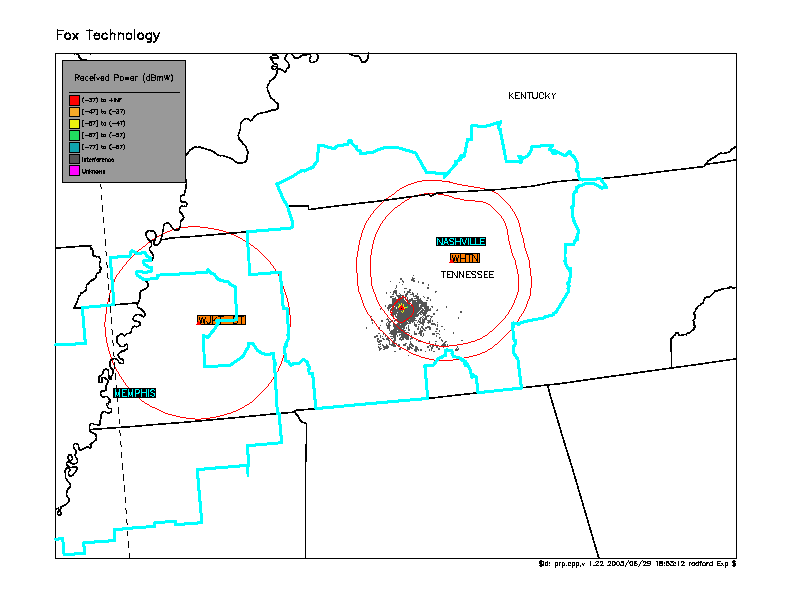 Fox Technology
Received Power (dBmW)
[-37] to +INF
[-47] to (-37)
[-57] to (-47)
[-67] to (-57)
[-77] to (-67)
Interference
Unknown
KENTUCKY
NASHVILLE
WHTN
TENNESSEE
MEMPHIS
$Id: prp.cpp,v 1.22 2005/06/29 18:53:12 radford Exp $